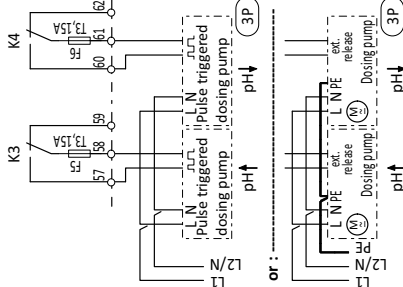 K3
K4
F5
T3,15A
F6
T3,15A
57
58
59
60
61
62
L N
Pulse triggered
dosing pump
L N
Pulse triggered
dosing pump
3P
L1
L2/N
pH
pH
or :
L N PE
ext.
release
M
Dosing pump
L N PE
ext.
release
M
Dosing pump
3P
L1
L2/N
PE
pH
pH